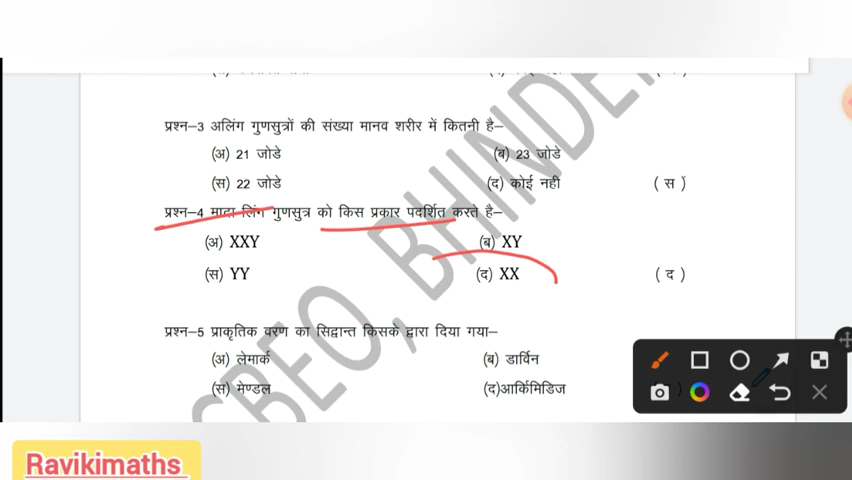 प्रश्न–3 अलिंग गुणसुत्रों की संख्या मानव शरीर में कितनी है–
(अ) 21 जोडे (ब) 23 जोडे
(स) 22 जोडे (द) कोई नही (स)
प्रश्न–4 मादा लिंग गुणसुत्र को किस प्रकार पदर्शित करते है–
(अ) XXY (ब) XY
(स) YY (द) XX (द)
प्रश्न–5 प्राकृतिक वरण का सिद्वान्त किसके द्वारा दिया गया–
(अ) लेमार्क (ब) डार्विन
(स) मेण्डल (द)आर्किमिडिज
CBEO, BHINDER
Ravikimaths